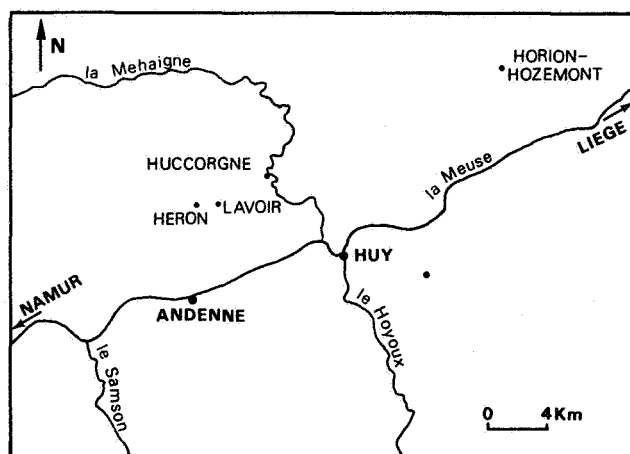 N
la Mehaigne
HORION-
HOZEMONT
LIEGE
la Meuse
HUCCORGNE
HERON
LAVOIR
HUY
NAMUR
ANDENNE
le Hoyoux
le Samson
0 4Km